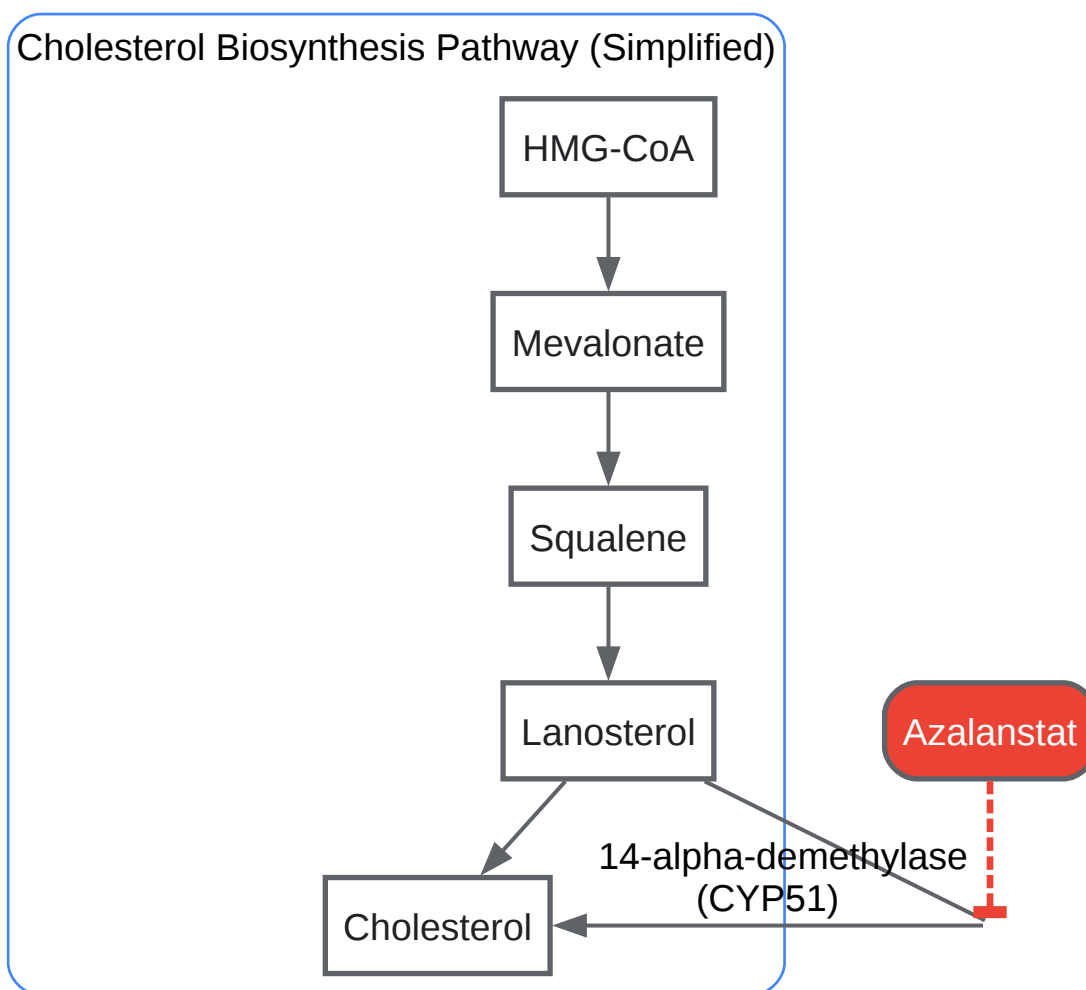 Cholesterol Biosynthesis Pathway (Simplified)
HMG-CoA
Mevalonate
Squalene
Lanosterol
Azalanstat
14-alpha-demethylase
(CYP51)
Cholesterol